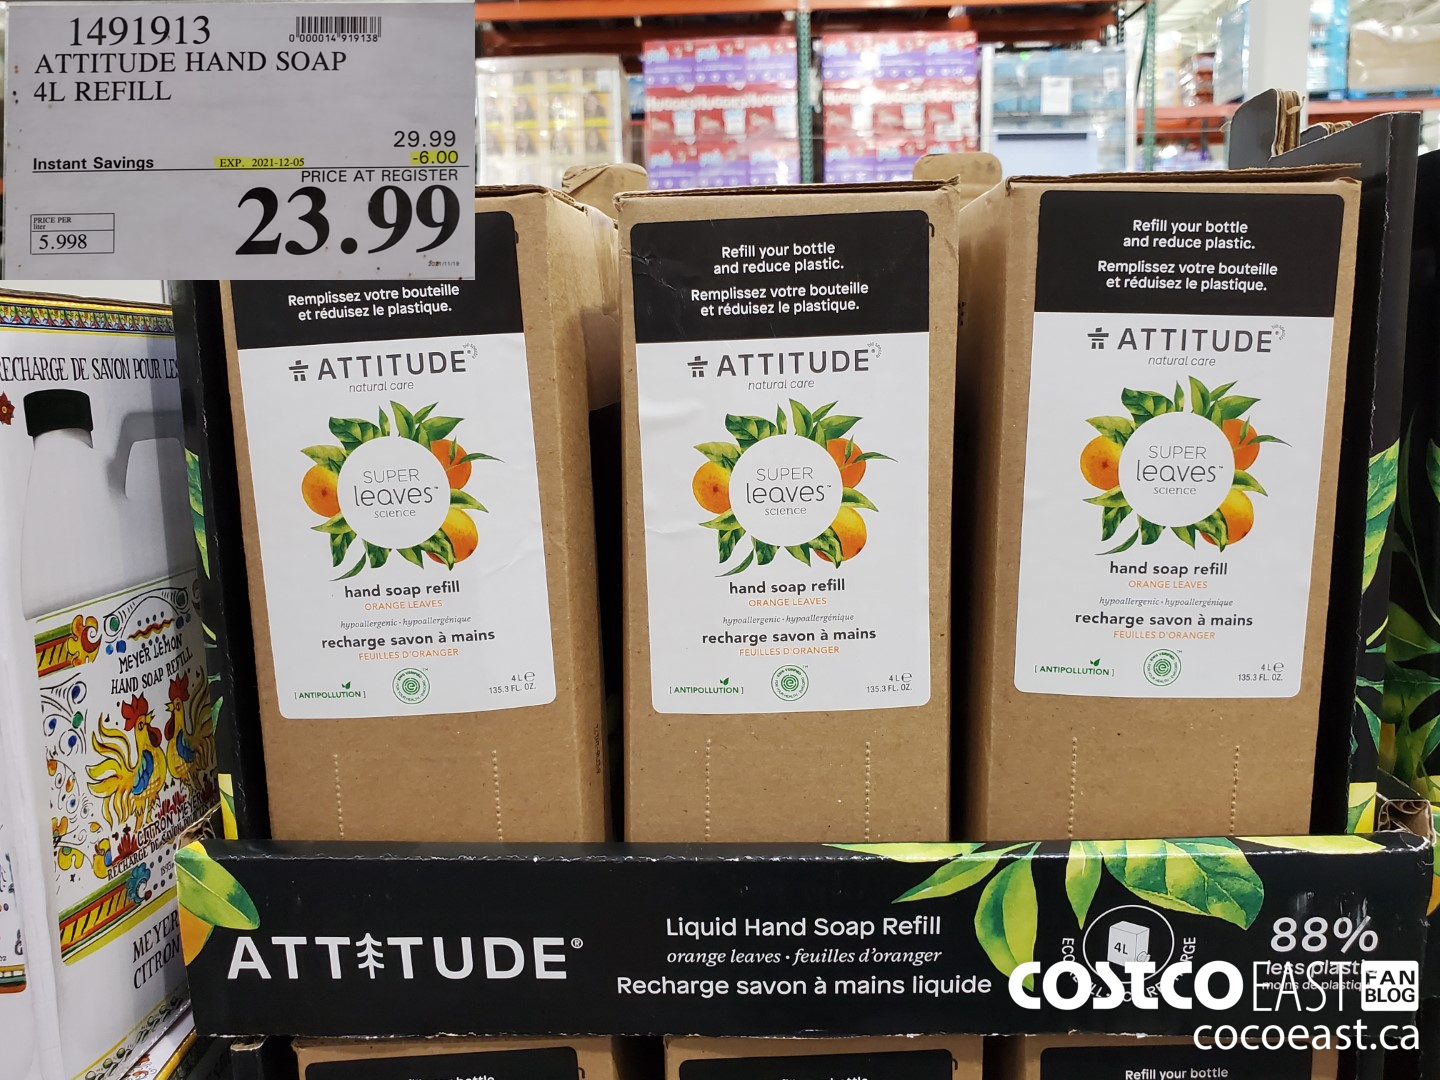 1491913
0000014919138
ATTITUDE HAND SOAP
4L REFILL
29.99
Instant Savings EXP. 2021-12-05 -6.00
PRICE AT REGISTER
23.99
PRICE PER
liter
5.998
Remplissez votre bouteille
et réduisez le plastique.
ATTITUDE
natural care
SUPER
leaves™
science
hand soap refill
ORANGE LEAVES
hypoallergenic · hypoallergénique
recharge savon à mains
FEUILLES D'ORANGER
[ ANTIPOLLUTION ]
4 L e
135.3 FL. OZ.
Refill your bottle
and reduce plastic.
Remplissez votre bouteille
et réduisez le plastique.
ATTITUDE
natural care
SUPER
leaves™
science
hand soap refill
ORANGE LEAVES
hypoallergenic · hypoallergénique
recharge savon à mains
FEUILLES D'ORANGER
[ ANTIPOLLUTION ]
4 L e
135.3 FL. OZ.
Refill your bottle
and reduce plastic.
Remplissez votre bouteille
et réduisez le plastique.
ATTITUDE
natural care
SUPER
leaves™
science
hand soap refill
ORANGE LEAVES
hypoallergenic · hypoallergénique
recharge savon à mains
FEUILLES D'ORANGER
[ ANTIPOLLUTION ]
4 L e
135.3 FL. OZ.
RECHARGE DE SAVON POUR LES
MEYER LEMON
HAND SOAP REFILL
CITRON MEYER
RECHARGE DE SAVON
MEYER
CITRON
ATTITUDE®
Liquid Hand Soap Refill
orange leaves · feuilles d'oranger
Recharge savon à mains liquide
4L
88%
less plastic
moins de plastique
COSTCO EAST FAN BLOG
cocoeast.ca
Refill your bottle